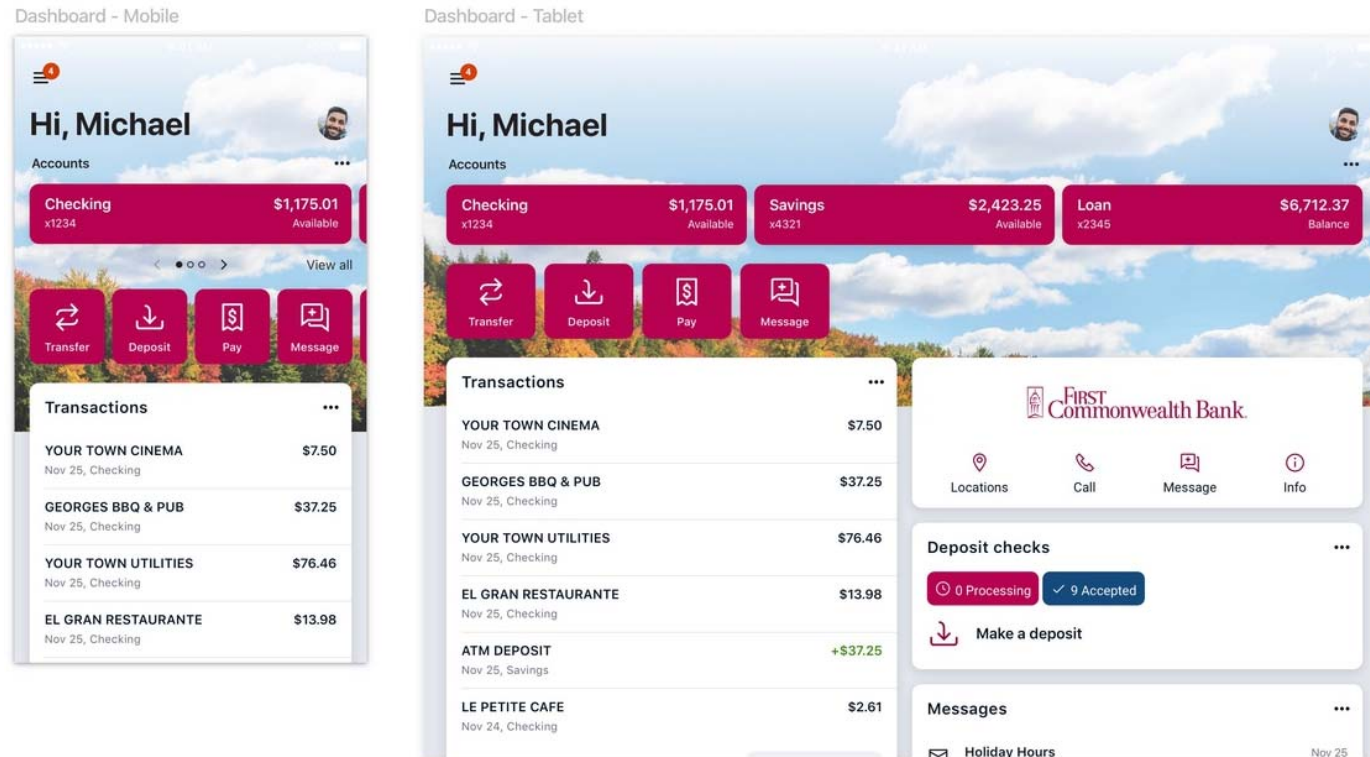 Dashboard - Mobile
4
Hi, Michael
Accounts
Checking $1,175.01
x1234 Available
View all
Transfer Deposit Pay Message
Transactions
YOUR TOWN CINEMA $7.50
Nov 25, Checking
GEORGES BBQ & PUB $37.25
Nov 25, Checking
YOUR TOWN UTILITIES $76.46
Nov 25, Checking
EL GRAN RESTAURANTE $13.98
Nov 25, Checking
Dashboard - Tablet
4
Hi, Michael
Accounts
Checking $1,175.01
x1234 Available
Savings $2,423.25
x4321 Available
Loan $6,712.37
x2345 Balance
Transfer Deposit Pay Message
Transactions
YOUR TOWN CINEMA $7.50
Nov 25, Checking
GEORGES BBQ & PUB $37.25
Nov 25, Checking
YOUR TOWN UTILITIES $76.46
Nov 25, Checking
EL GRAN RESTAURANTE $13.98
Nov 25, Checking
ATM DEPOSIT +$37.25
Nov 25, Savings
LE PETITE CAFE $2.61
Nov 24, Checking
FIRST
Commonwealth Bank.
Locations Call Message Info
Deposit checks
0 Processing 9 Accepted
Make a deposit
Messages
Holiday Hours Nov 25